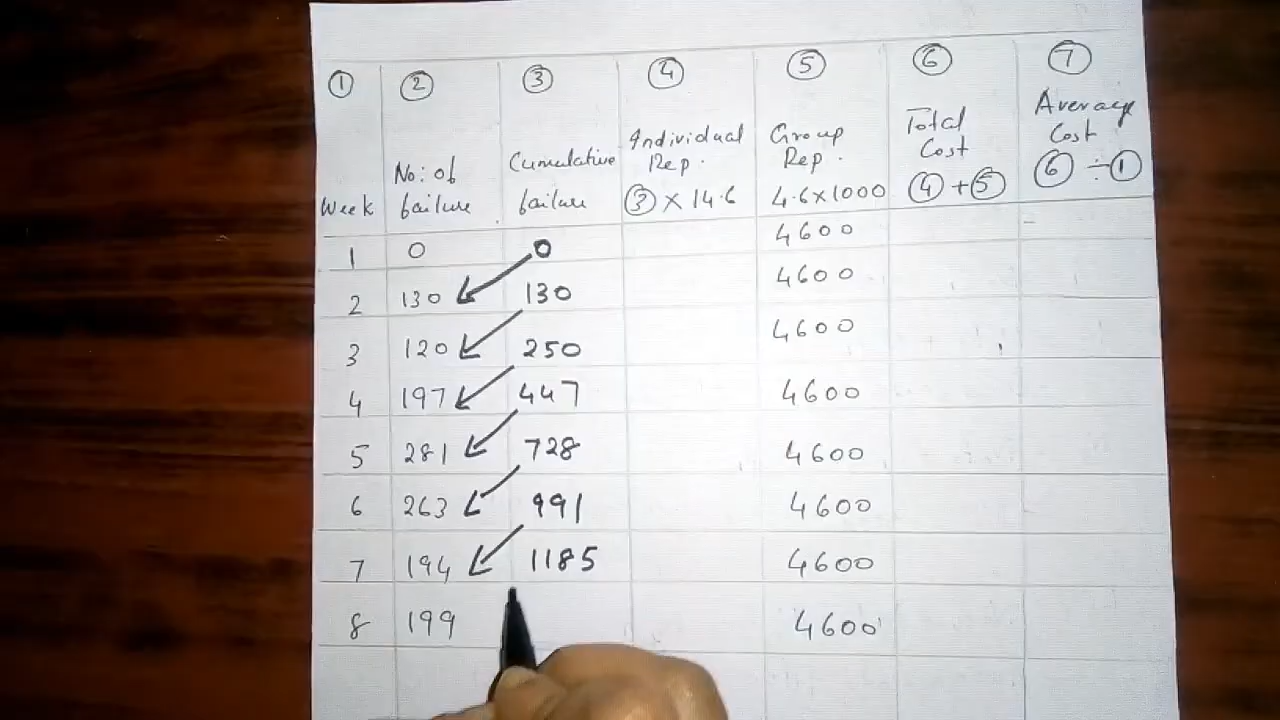 ① ② ③ ④ ⑤ ⑥ ⑦
Week No: of failure Cumulative failure Individual Rep. ③ × 14.6 Group Rep. 4.6×1000 Total Cost ④ + ⑤ Average Cost ⑥ ÷ ①
1 0 0 4600
2 130 130 4600
3 120 250 4600
4 197 447 4600
5 281 728 4600
6 263 991 4600
7 194 1185 4600
8 199 4600